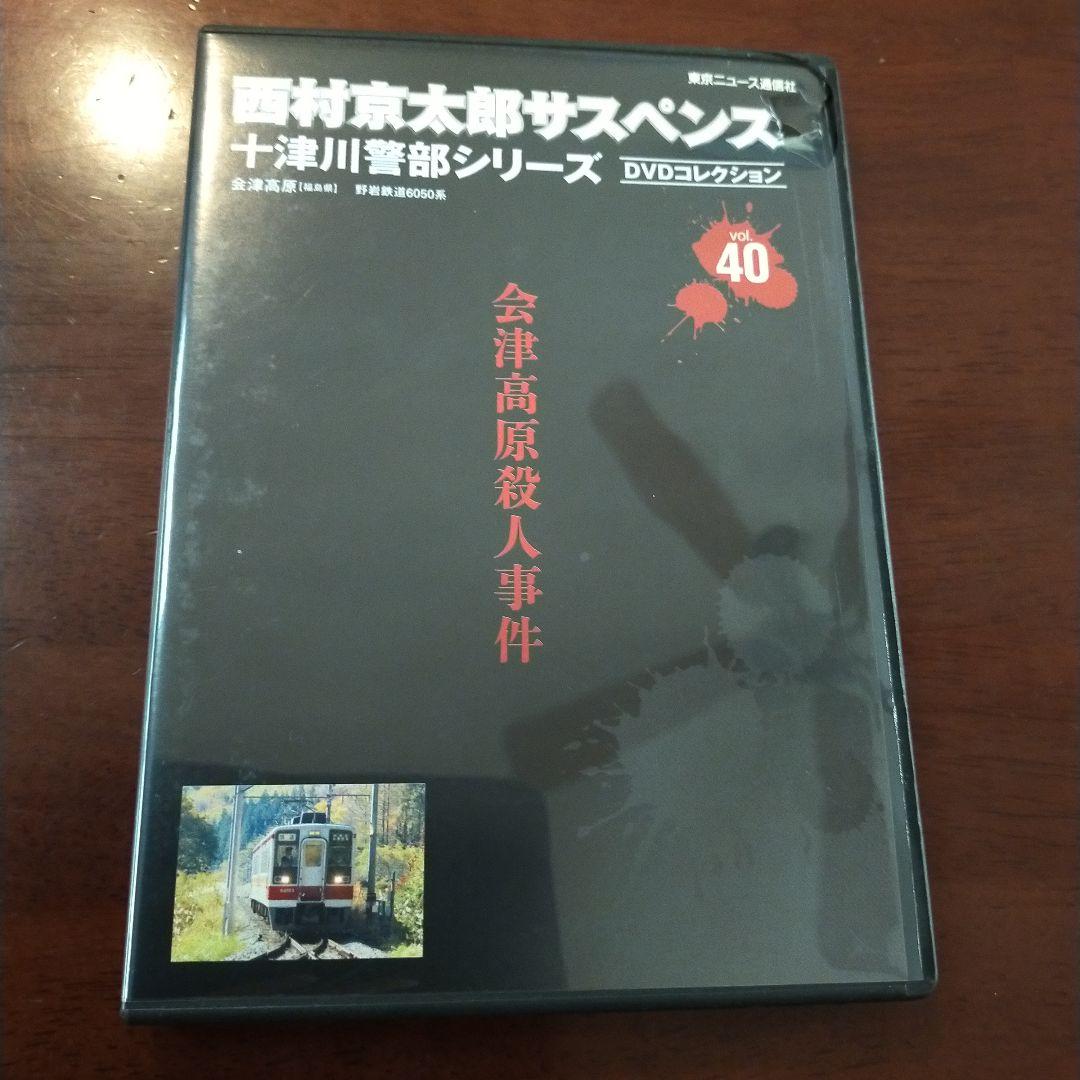 東京ニュース通信社
西村京太郎サスペンス
十津川警部シリーズ DVDコレクション
会津高原[福島県] 野岩鉄道6050系
vol.
40
会津高原殺人事件